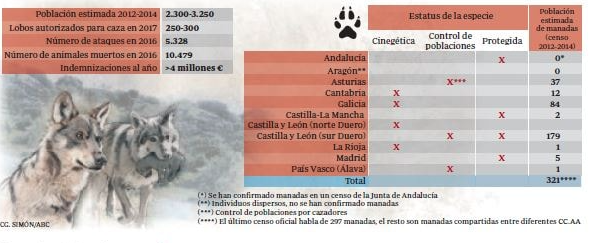 Población estimada 2012-2014 2.300-3.250
Lobos autorizados para caza en 2017 250-300
Número de ataques en 2016 5.328
Número de animales muertos en 2016 10.479
Indemnizaciones al año >4 millones €
Estatus de la especie
Cinegética Control de poblaciones Protegida
Población estimada de manadas (censo 2012-2014)
Andalucía X 0*
Aragón** 0
Asturias X*** 37
Cantabria X 12
Galicia X 84
Castilla-La Mancha X 2
Castilla y León (norte Duero) X
Castilla y León (sur Duero) X X 179
La Rioja X 1
Madrid X 5
País Vasco (Álava) X 1
Total 321****
(*) Se han confirmado manadas en un censo de la Junta de Andalucía
(**) Individuos dispersos, no se han confirmado manadas
(***) Control de poblaciones por cazadores
(****) El último censo oficial habla de 297 manadas, el resto son manadas compartidas entre diferentes CC.AA
CG. SIMÓN/ABC